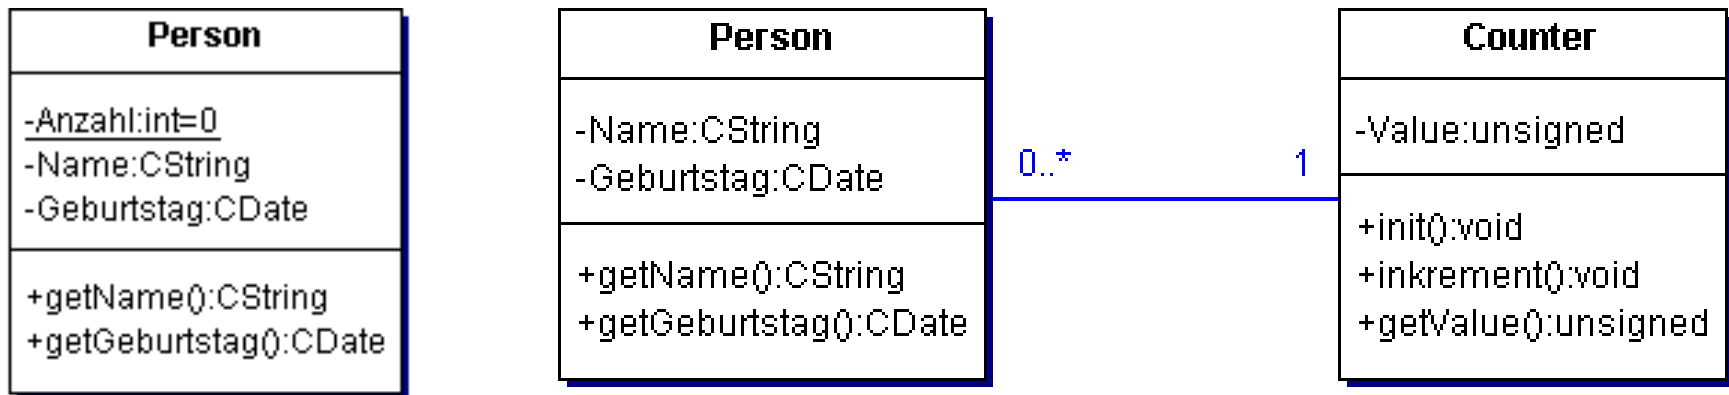 Person
-Anzahl:int=0
-Name:CString
-Geburtstag:CDate
+getName():CString
+getGeburtstag():CDate
Person
-Name:CString
-Geburtstag:CDate
+getName():CString
+getGeburtstag():CDate
0..*
1
Counter
-Value:unsigned
+init():void
+inkrement():void
+getValue():unsigned